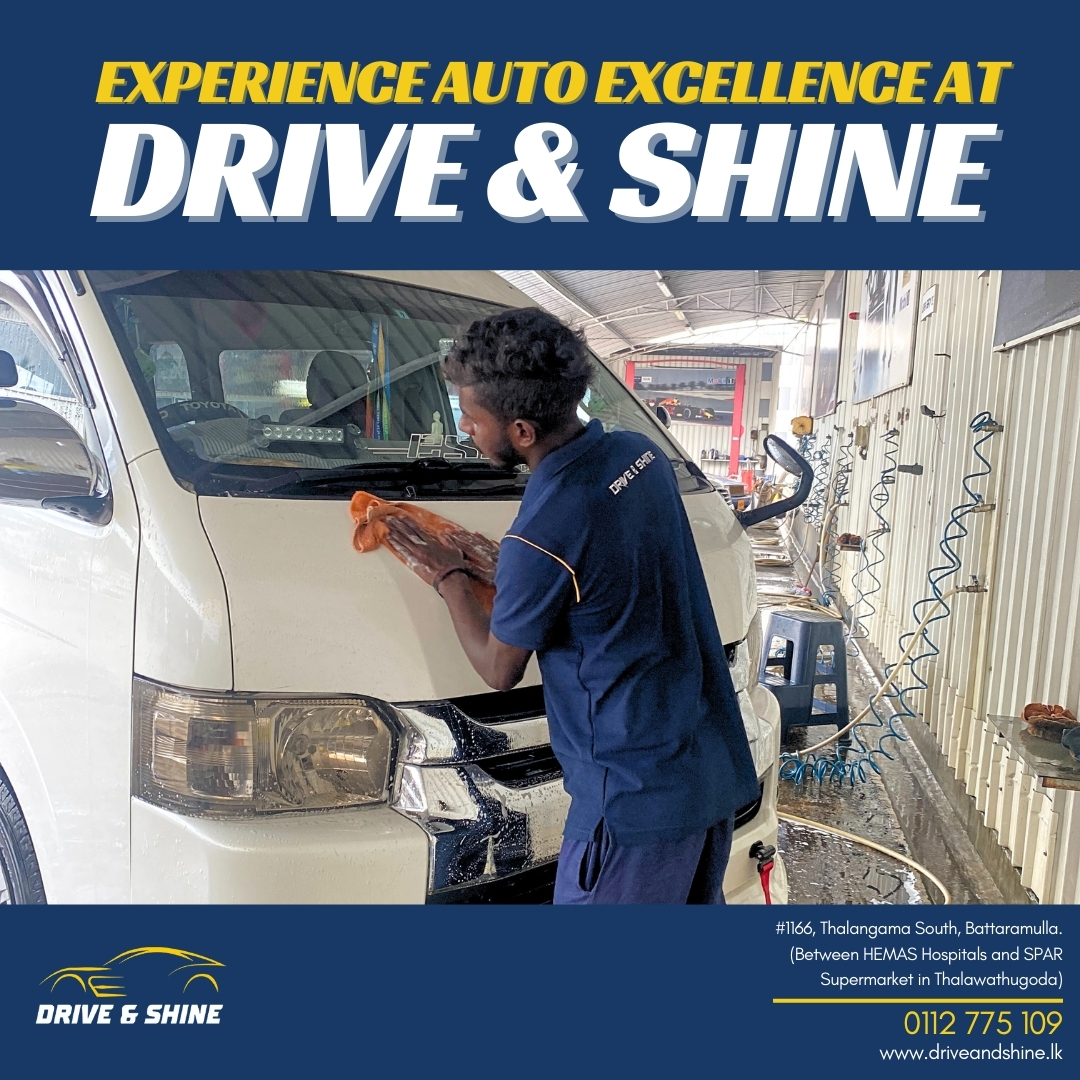 EXPERIENCE AUTO EXCELLENCE AT
DRIVE & SHINE
DRIVE & SHINE
#1166, Thalangama South, Battaramulla.
(Between HEMAS Hospitals and SPAR
Supermarket in Thalawathugoda)
0112 775 109
www.driveandshine.lk
DRIVE & SHINE